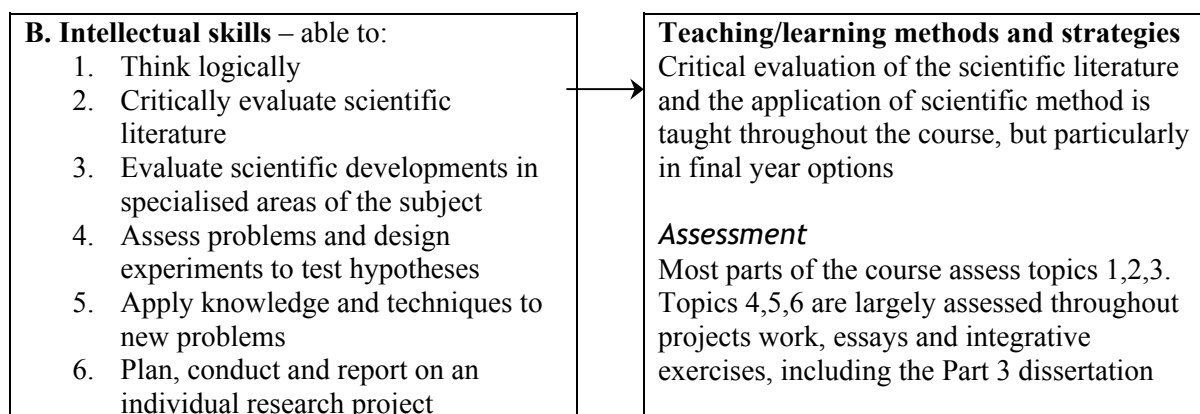 B. Intellectual skills – able to:
1. Think logically
2. Critically evaluate scientific
literature
3. Evaluate scientific developments in
specialised areas of the subject
4. Assess problems and design
experiments to test hypotheses
5. Apply knowledge and techniques to
new problems
6. Plan, conduct and report on an
individual research project
Teaching/learning methods and strategies
Critical evaluation of the scientific literature
and the application of scientific method is
taught throughout the course, but particularly
in final year options
Assessment
Most parts of the course assess topics 1,2,3.
Topics 4,5,6 are largely assessed throughout
projects work, essays and integrative
exercises, including the Part 3 dissertation